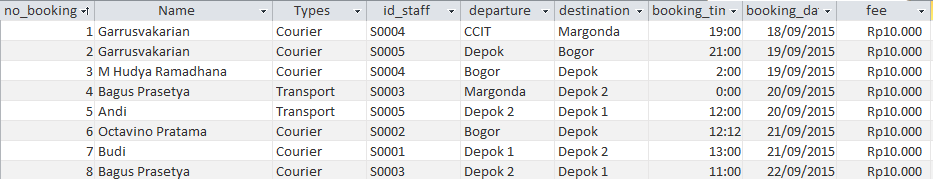 no_booking Name Types id_staff departure destination booking_tin booking_da fee
1 Garrusvakarian Courier S0004 CCIT Margonda 19:00 18/09/2015 Rp10.000
2 Garrusvakarian Courier S0005 Depok Bogor 21:00 19/09/2015 Rp10.000
3 M Hudya Ramadhana Courier S0004 Bogor Depok 2:00 19/09/2015 Rp10.000
4 Bagus Prasetya Transport S0003 Margonda Depok 2 0:00 20/09/2015 Rp10.000
5 Andi Transport S0005 Depok 2 Depok 1 12:00 20/09/2015 Rp10.000
6 Octavino Pratama Courier S0002 Bogor Depok 12:12 21/09/2015 Rp10.000
7 Budi Courier S0001 Depok 1 Depok 2 13:00 21/09/2015 Rp10.000
8 Bagus Prasetya Courier S0003 Depok 2 Depok 1 11:00 22/09/2015 Rp10.000